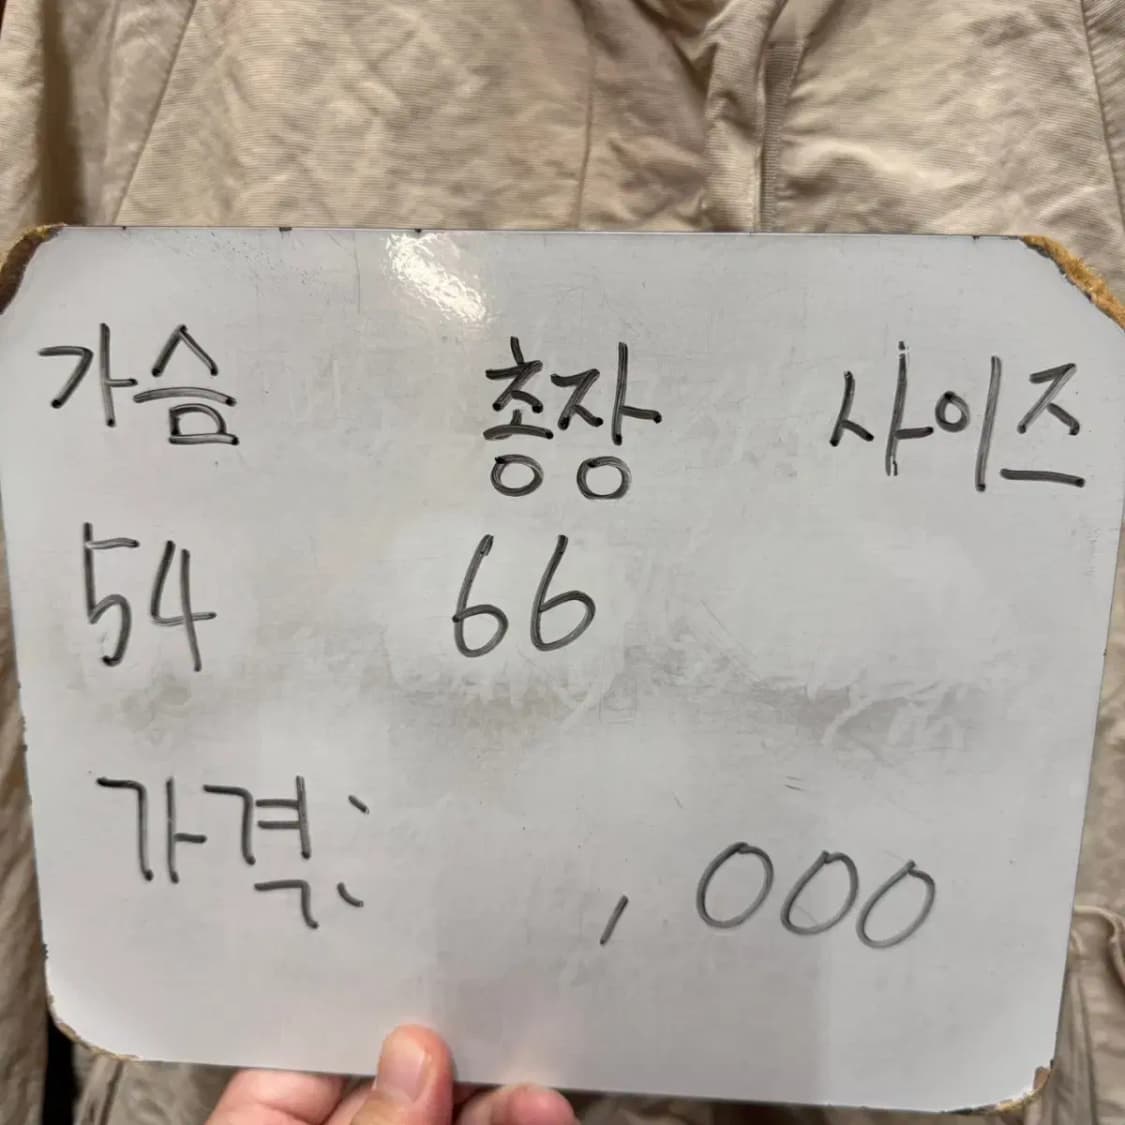 가슴 총장 사이즈
54 66
가격: ,000